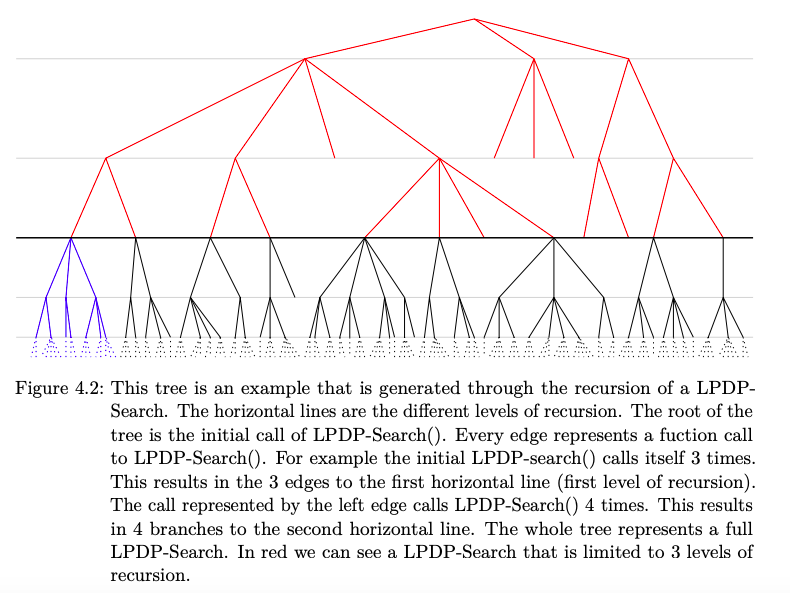 Figure 4.2: This tree is an example that is generated through the recursion of a LPDP-
Search. The horizontal lines are the different levels of recursion. The root of the
tree is the initial call of LPDP-Search(). Every edge represents a fuction call
to LPDP-Search(). For example the initial LPDP-search() calls itself 3 times.
This results in the 3 edges to the first horizontal line (first level of recursion).
The call represented by the left edge calls LPDP-Search() 4 times. This results
in 4 branches to the second horizontal line. The whole tree represents a full
LPDP-Search. In red we can see a LPDP-Search that is limited to 3 levels of
recursion.